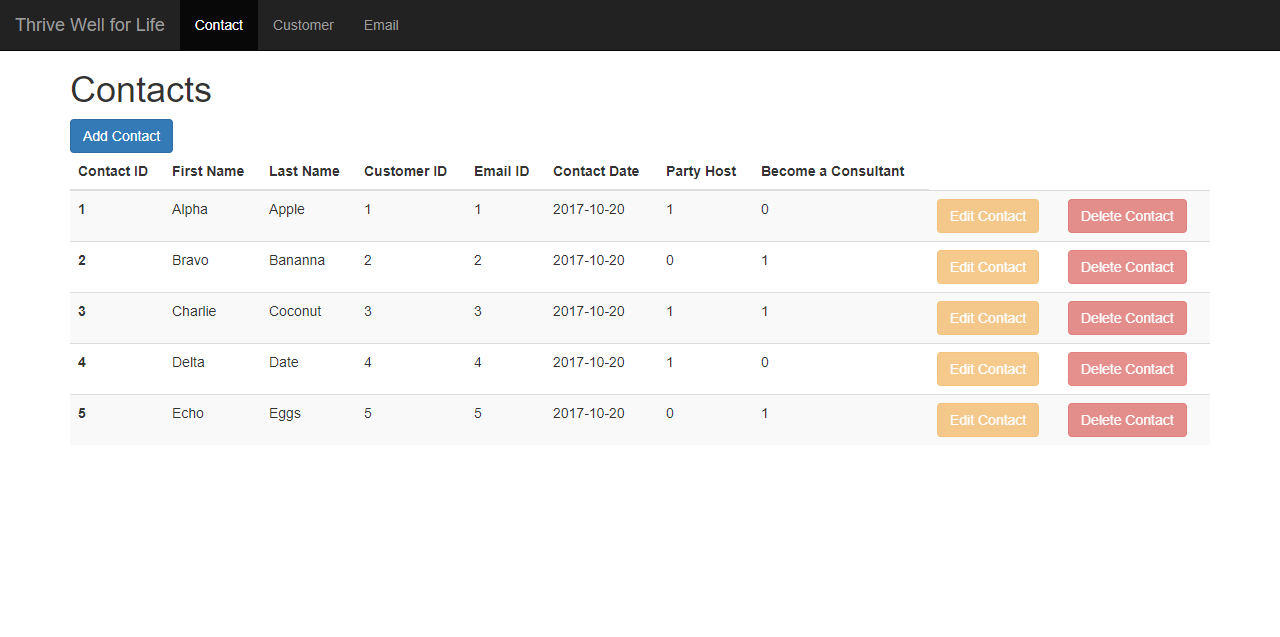 Thrive Well for Life Contact Customer Email
Contacts
Add Contact
Contact ID First Name Last Name Customer ID Email ID Contact Date Party Host Become a Consultant
1 Alpha Apple 1 1 2017-10-20 1 0 Edit Contact Delete Contact
2 Bravo Bananna 2 2 2017-10-20 0 1 Edit Contact Delete Contact
3 Charlie Coconut 3 3 2017-10-20 1 1 Edit Contact Delete Contact
4 Delta Date 4 4 2017-10-20 1 0 Edit Contact Delete Contact
5 Echo Eggs 5 5 2017-10-20 0 1 Edit Contact Delete Contact